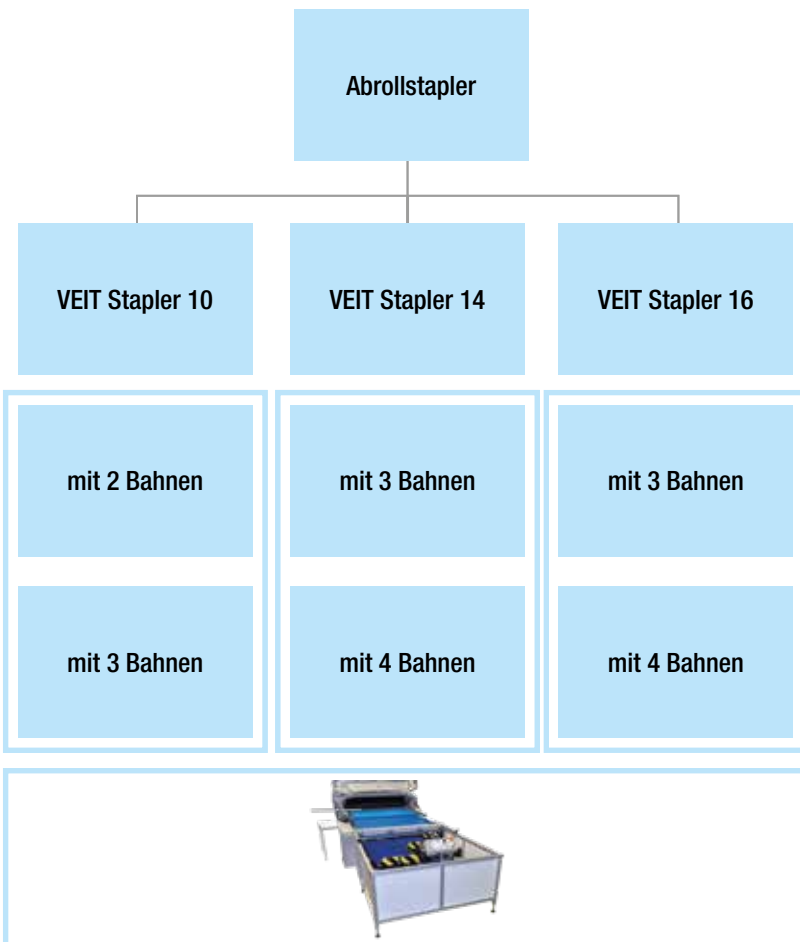 Abrollstapler
VEIT Stapler 10
VEIT Stapler 14
VEIT Stapler 16
mit 2 Bahnen
mit 3 Bahnen
mit 3 Bahnen
mit 3 Bahnen
mit 4 Bahnen
mit 4 Bahnen